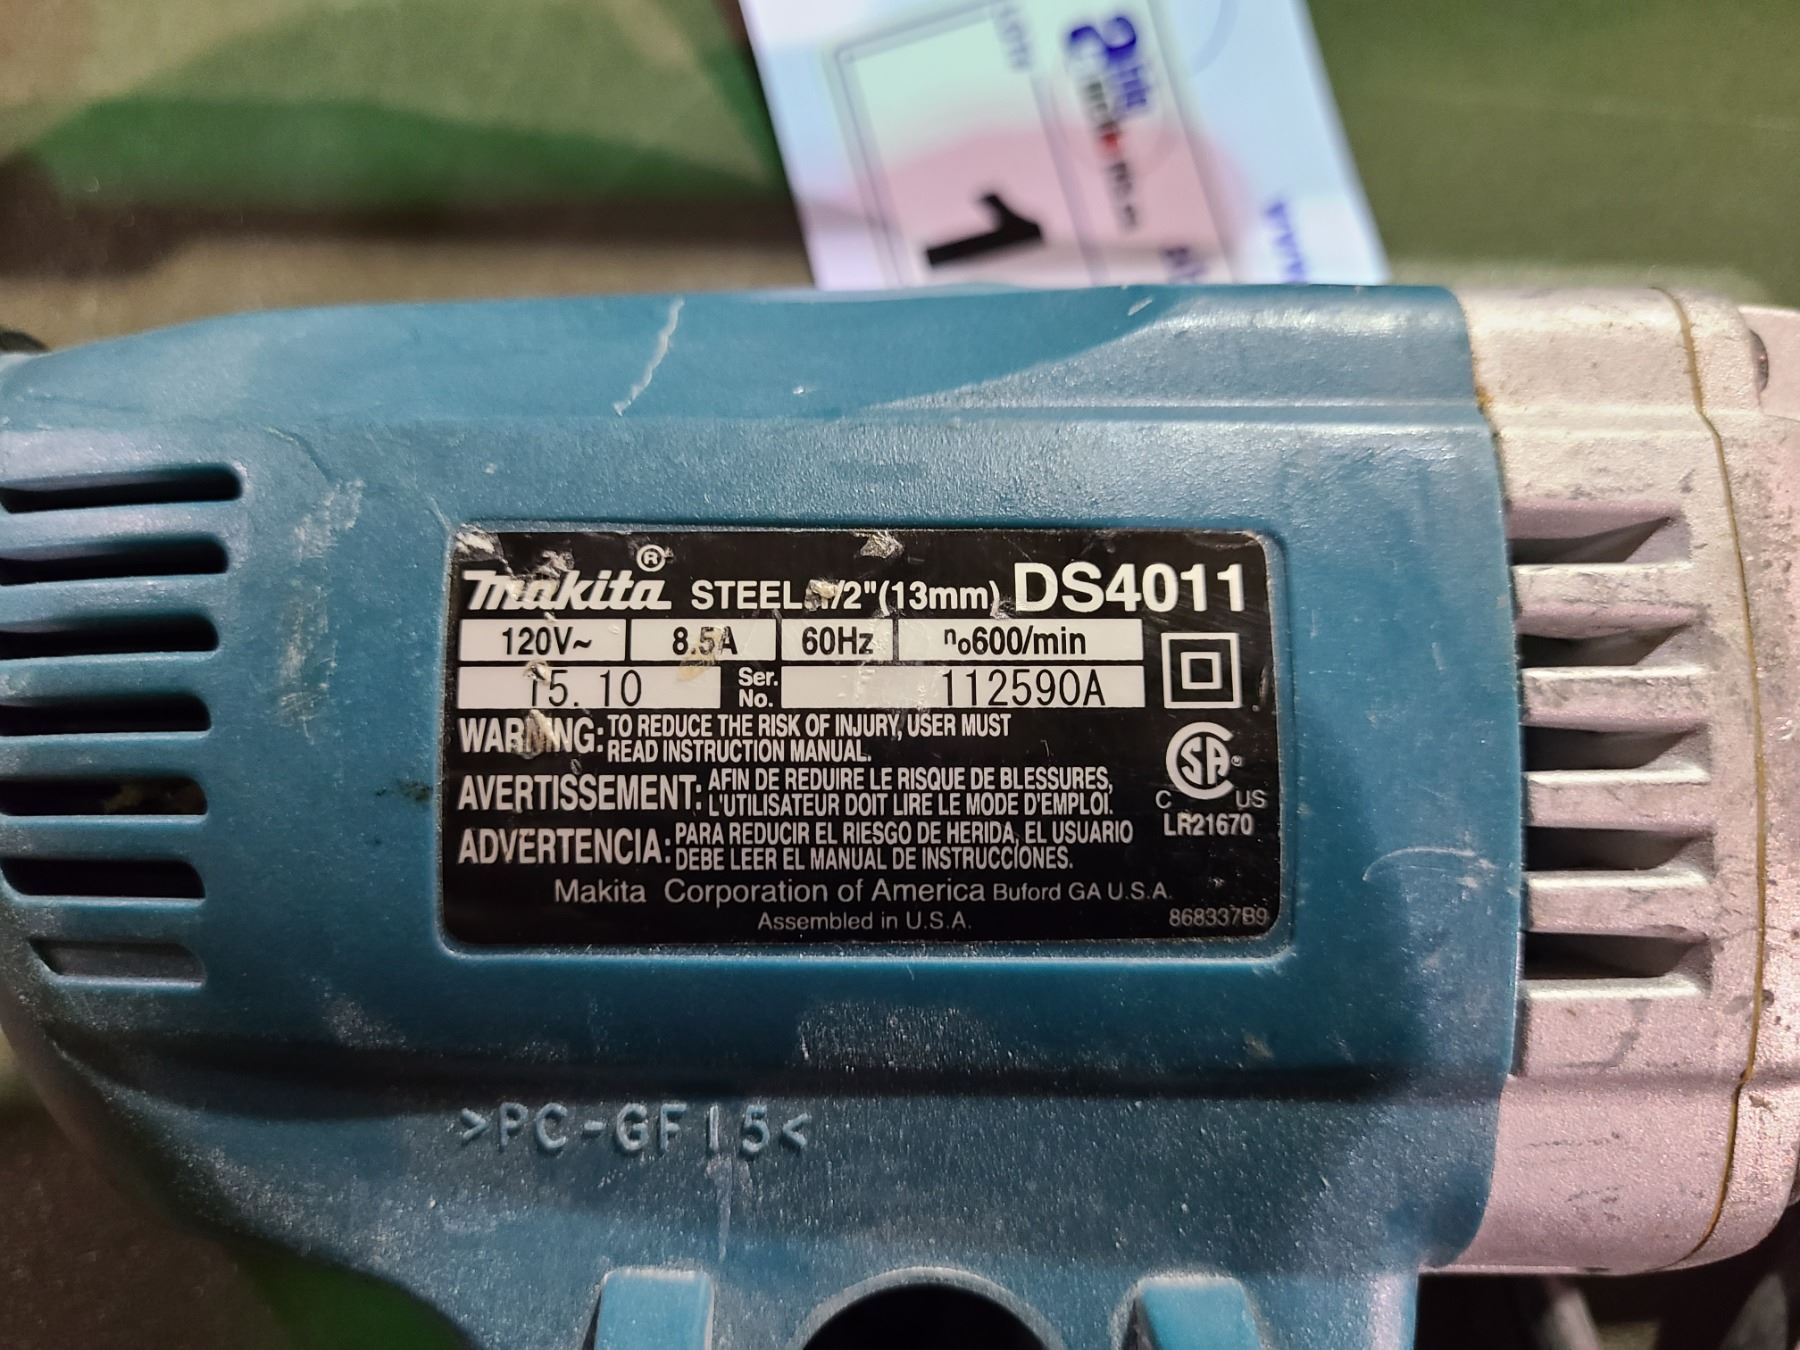 LOT#
1
Makita® STEEL 1/2"(13mm) DS4011
120V~ 8.5A 60Hz n₀600/min
15.10 Ser. No. 112590A
WARNING: TO REDUCE THE RISK OF INJURY, USER MUST
READ INSTRUCTION MANUAL.
AVERTISSEMENT: AFIN DE REDUIRE LE RISQUE DE BLESSURES,
L'UTILISATEUR DOIT LIRE LE MODE D'EMPLOI.
ADVERTENCIA: PARA REDUCIR EL RIESGO DE HERIDA, EL USUARIO
DEBE LEER EL MANUAL DE INSTRUCCIONES.
SA®
C US
LR21670
Makita Corporation of America Buford GA U.S.A.
Assembled in U.S.A. 868337B9
>PC-GF15<